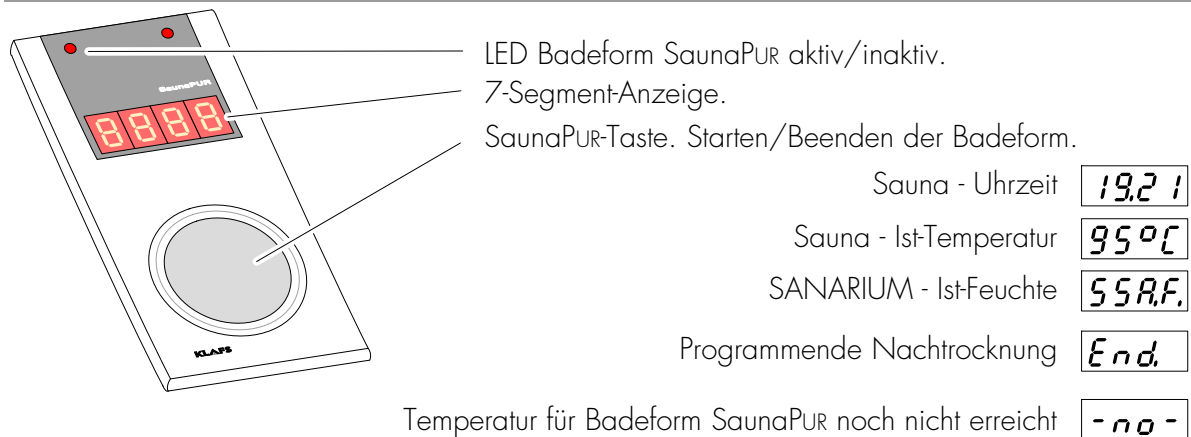 LED Badeform SaunaPUR aktiv/inaktiv.
7-Segment-Anzeige.
SaunaPUR
8888
SaunaPUR-Taste. Starten/Beenden der Badeform.
Sauna - Uhrzeit 19.21
Sauna - Ist-Temperatur 95°C
SANARIUM - Ist-Feuchte 55A.F.
Programmende Nachtrocknung End.
KLAFS
Temperatur für Badeform SaunaPUR noch nicht erreicht -no-